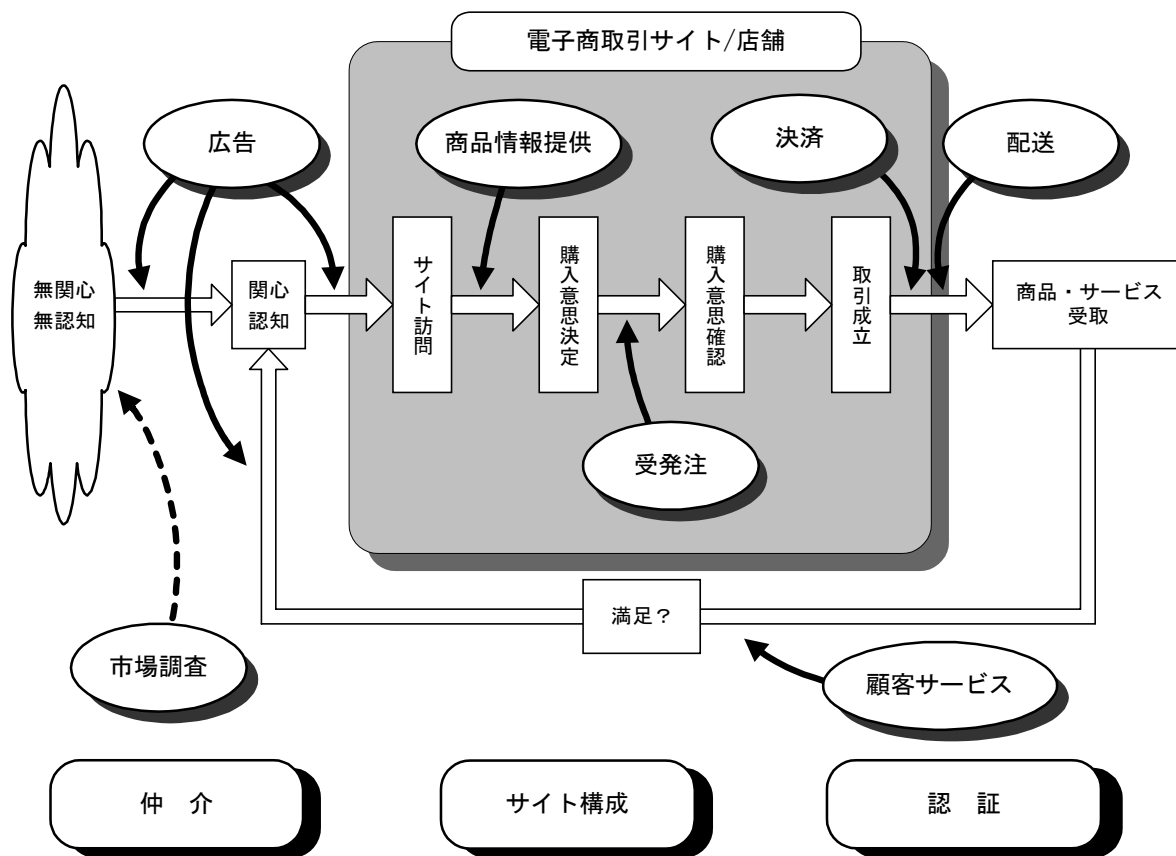 電子商取引サイト/店舗
広告
商品情報提供
決済
配送
無関心
無認知
関心
認知
サイト訪問
購入意思決定
購入意思確認
取引成立
商品・サービス
受取
受発注
満足？
市場調査
顧客サービス
仲　介
サイト構成
認　証